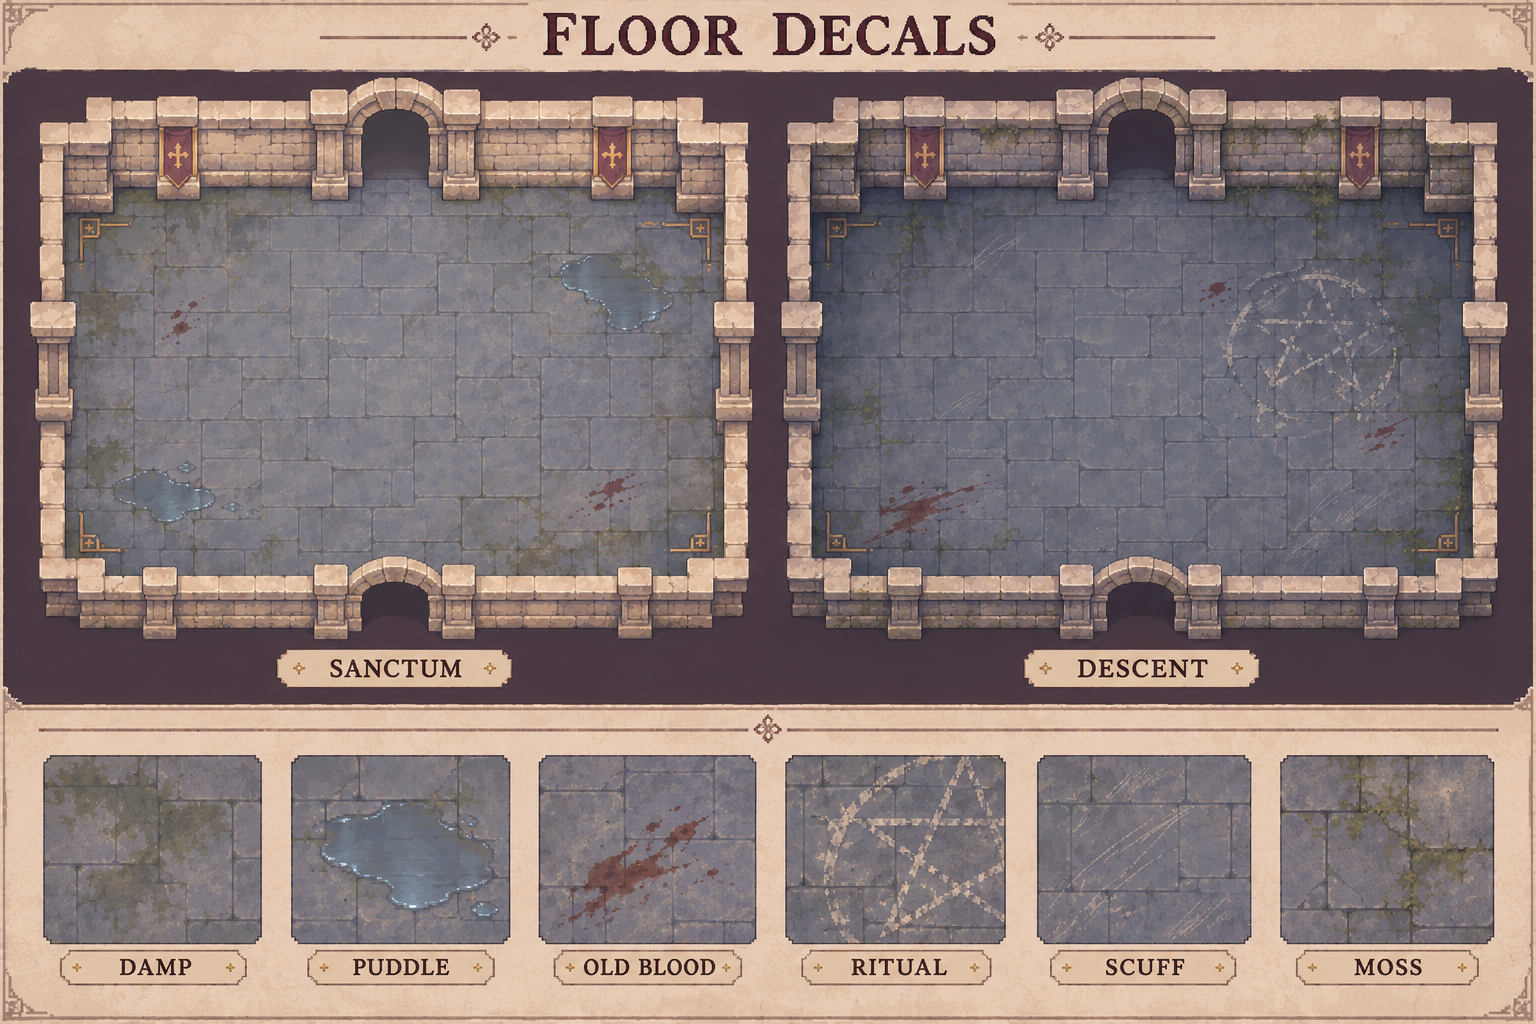 FLOOR DECALS
SANCTUM
DESCENT
DAMP
PUDDLE
OLD BLOOD
RITUAL
SCUFF
MOSS